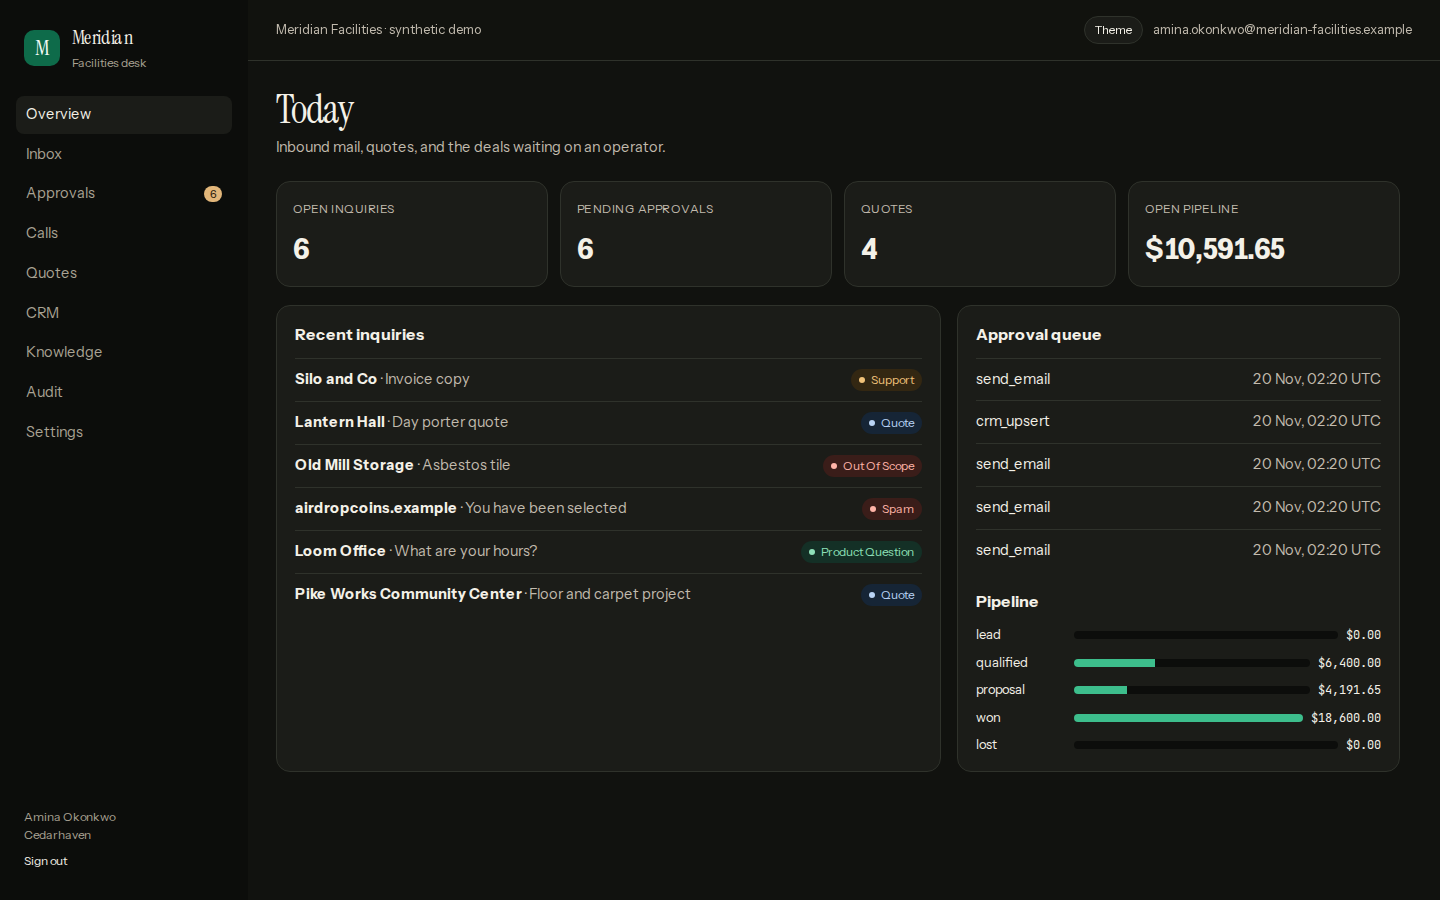 M
Meridian
Facilities desk
Overview
Inbox
Approvals 6
Calls
Quotes
CRM
Knowledge
Audit
Settings
Amina Okonkwo
Cedarhaven
Sign out
Meridian Facilities · synthetic demo
Theme
amina.okonkwo@meridian-facilities.example
Today
Inbound mail, quotes, and the deals waiting on an operator.
OPEN INQUIRIES
6
PENDING APPROVALS
6
QUOTES
4
OPEN PIPELINE
$10,591.65
Recent inquiries
Silo and Co · Invoice copy Support
Lantern Hall · Day porter quote Quote
Old Mill Storage · Asbestos tile Out Of Scope
airdropcoins.example · You have been selected Spam
Loom Office · What are your hours? Product Question
Pike Works Community Center · Floor and carpet project Quote
Approval queue
send_email 20 Nov, 02:20 UTC
crm_upsert 20 Nov, 02:20 UTC
send_email 20 Nov, 02:20 UTC
send_email 20 Nov, 02:20 UTC
send_email 20 Nov, 02:20 UTC
Pipeline
lead $0.00
qualified $6,400.00
proposal $4,191.65
won $18,600.00
lost $0.00